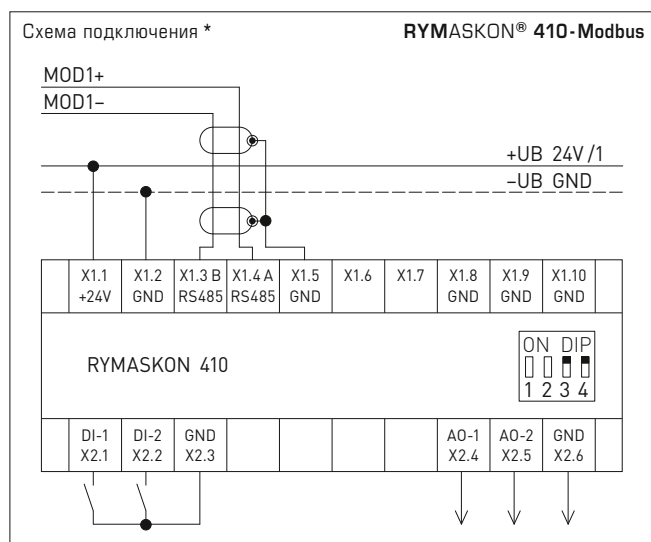 Схема подключения * RYMASKON® 410-Modbus
MOD1+
MOD1–
+UB 24V/1
–UB GND
X1.1 X1.2 X1.3 B X1.4 A X1.5 X1.6 X1.7 X1.8 X1.9 X1.10
+24V GND RS485 RS485 GND GND GND GND
ON DIP
RYMASKON 410
1 2 3 4
DI-1 DI-2 GND AO-1 AO-2 GND
X2.1 X2.2 X2.3 X2.4 X2.5 X2.6